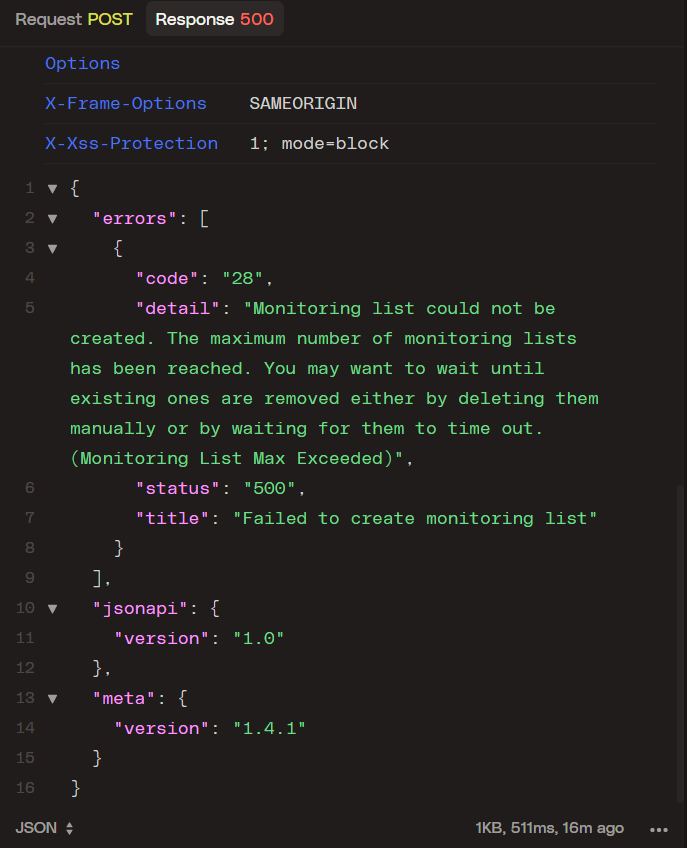 Request POST Response 500
Options
X-Frame-Options SAMEORIGIN
X-Xss-Protection 1; mode=block
1 ▼ {
2 ▼ "errors": [
3 ▼ {
4 "code": "28",
5 "detail": "Monitoring list could not be
created. The maximum number of monitoring lists
has been reached. You may want to wait until
existing ones are removed either by deleting them
manually or by waiting for them to time out.
(Monitoring List Max Exceeded)",
6 "status": "500",
7 "title": "Failed to create monitoring list"
8 }
9 ],
10 ▼ "jsonapi": {
11 "version": "1.0"
12 },
13 ▼ "meta": {
14 "version": "1.4.1"
15 }
16 }
JSON 1KB, 511ms, 16m ago